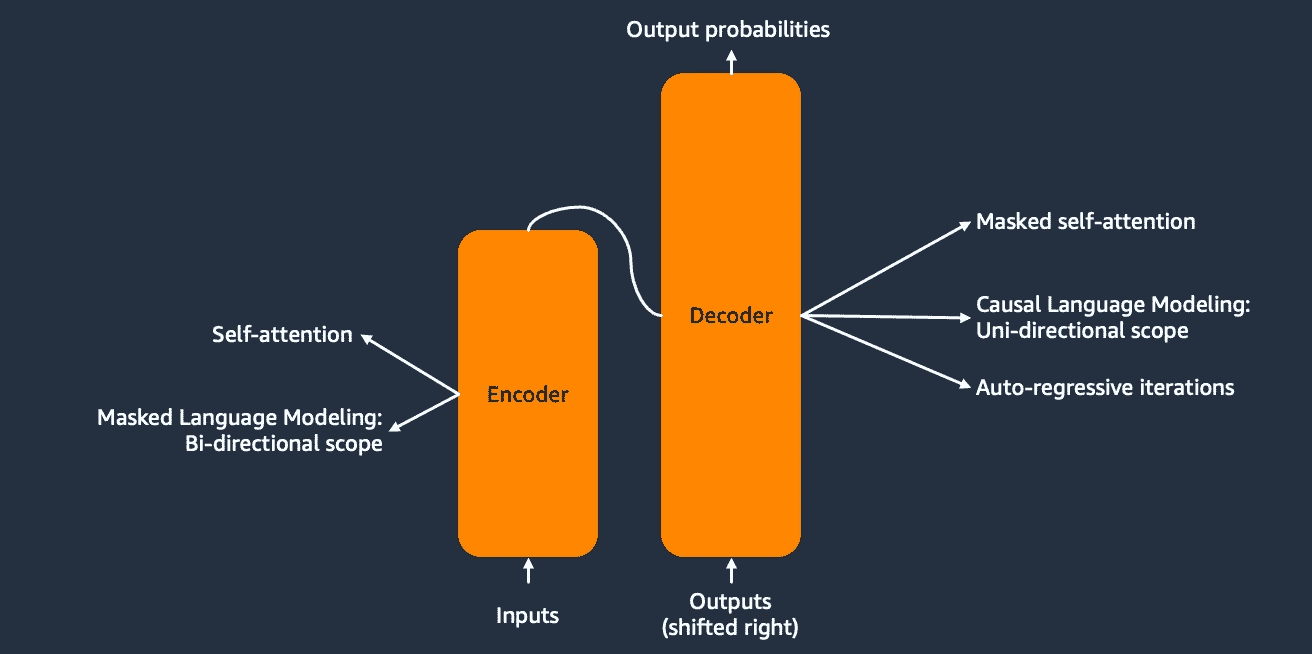 Output probabilities
Masked self-attention
Causal Language Modeling:
Uni-directional scope
Decoder
Self-attention
Auto-regressive iterations
Encoder
Masked Language Modeling:
Bi-directional scope
Inputs
Outputs
(shifted right)